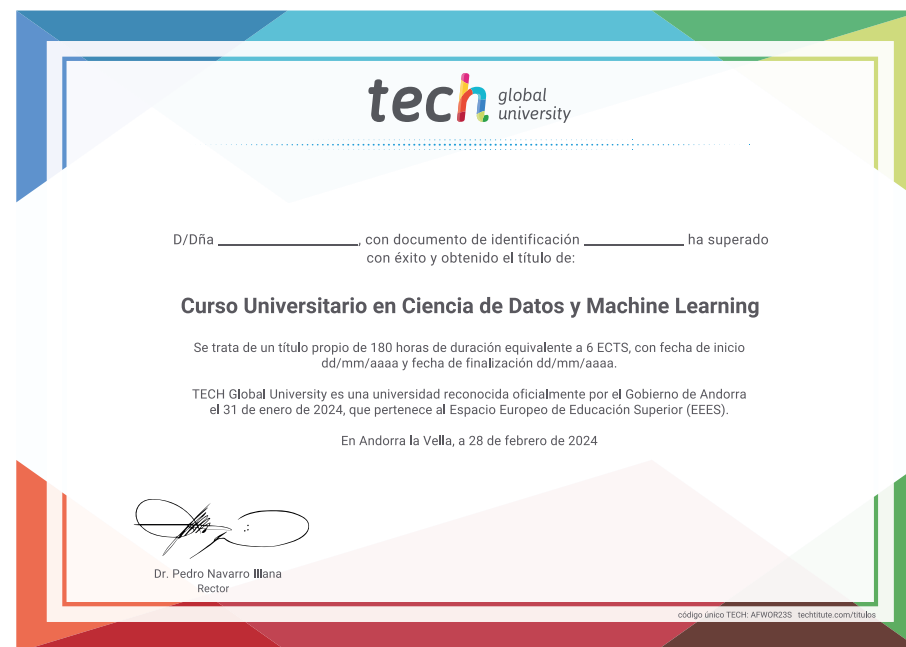 tech global university
D/Dña ____________________, con documento de identificación ______________ ha superado
con éxito y obtenido el título de:
Curso Universitario en Ciencia de Datos y Machine Learning
Se trata de un título propio de 180 horas de duración equivalente a 6 ECTS, con fecha de inicio
dd/mm/aaaa y fecha de finalización dd/mm/aaaa.
TECH Global University es una universidad reconocida oficialmente por el Gobierno de Andorra
el 31 de enero de 2024, que pertenece al Espacio Europeo de Educación Superior (EEES).
En Andorra la Vella, a 28 de febrero de 2024
Dr. Pedro Navarro Illana
Rector
código único TECH: AFWOR23S techtitute.com/titulos